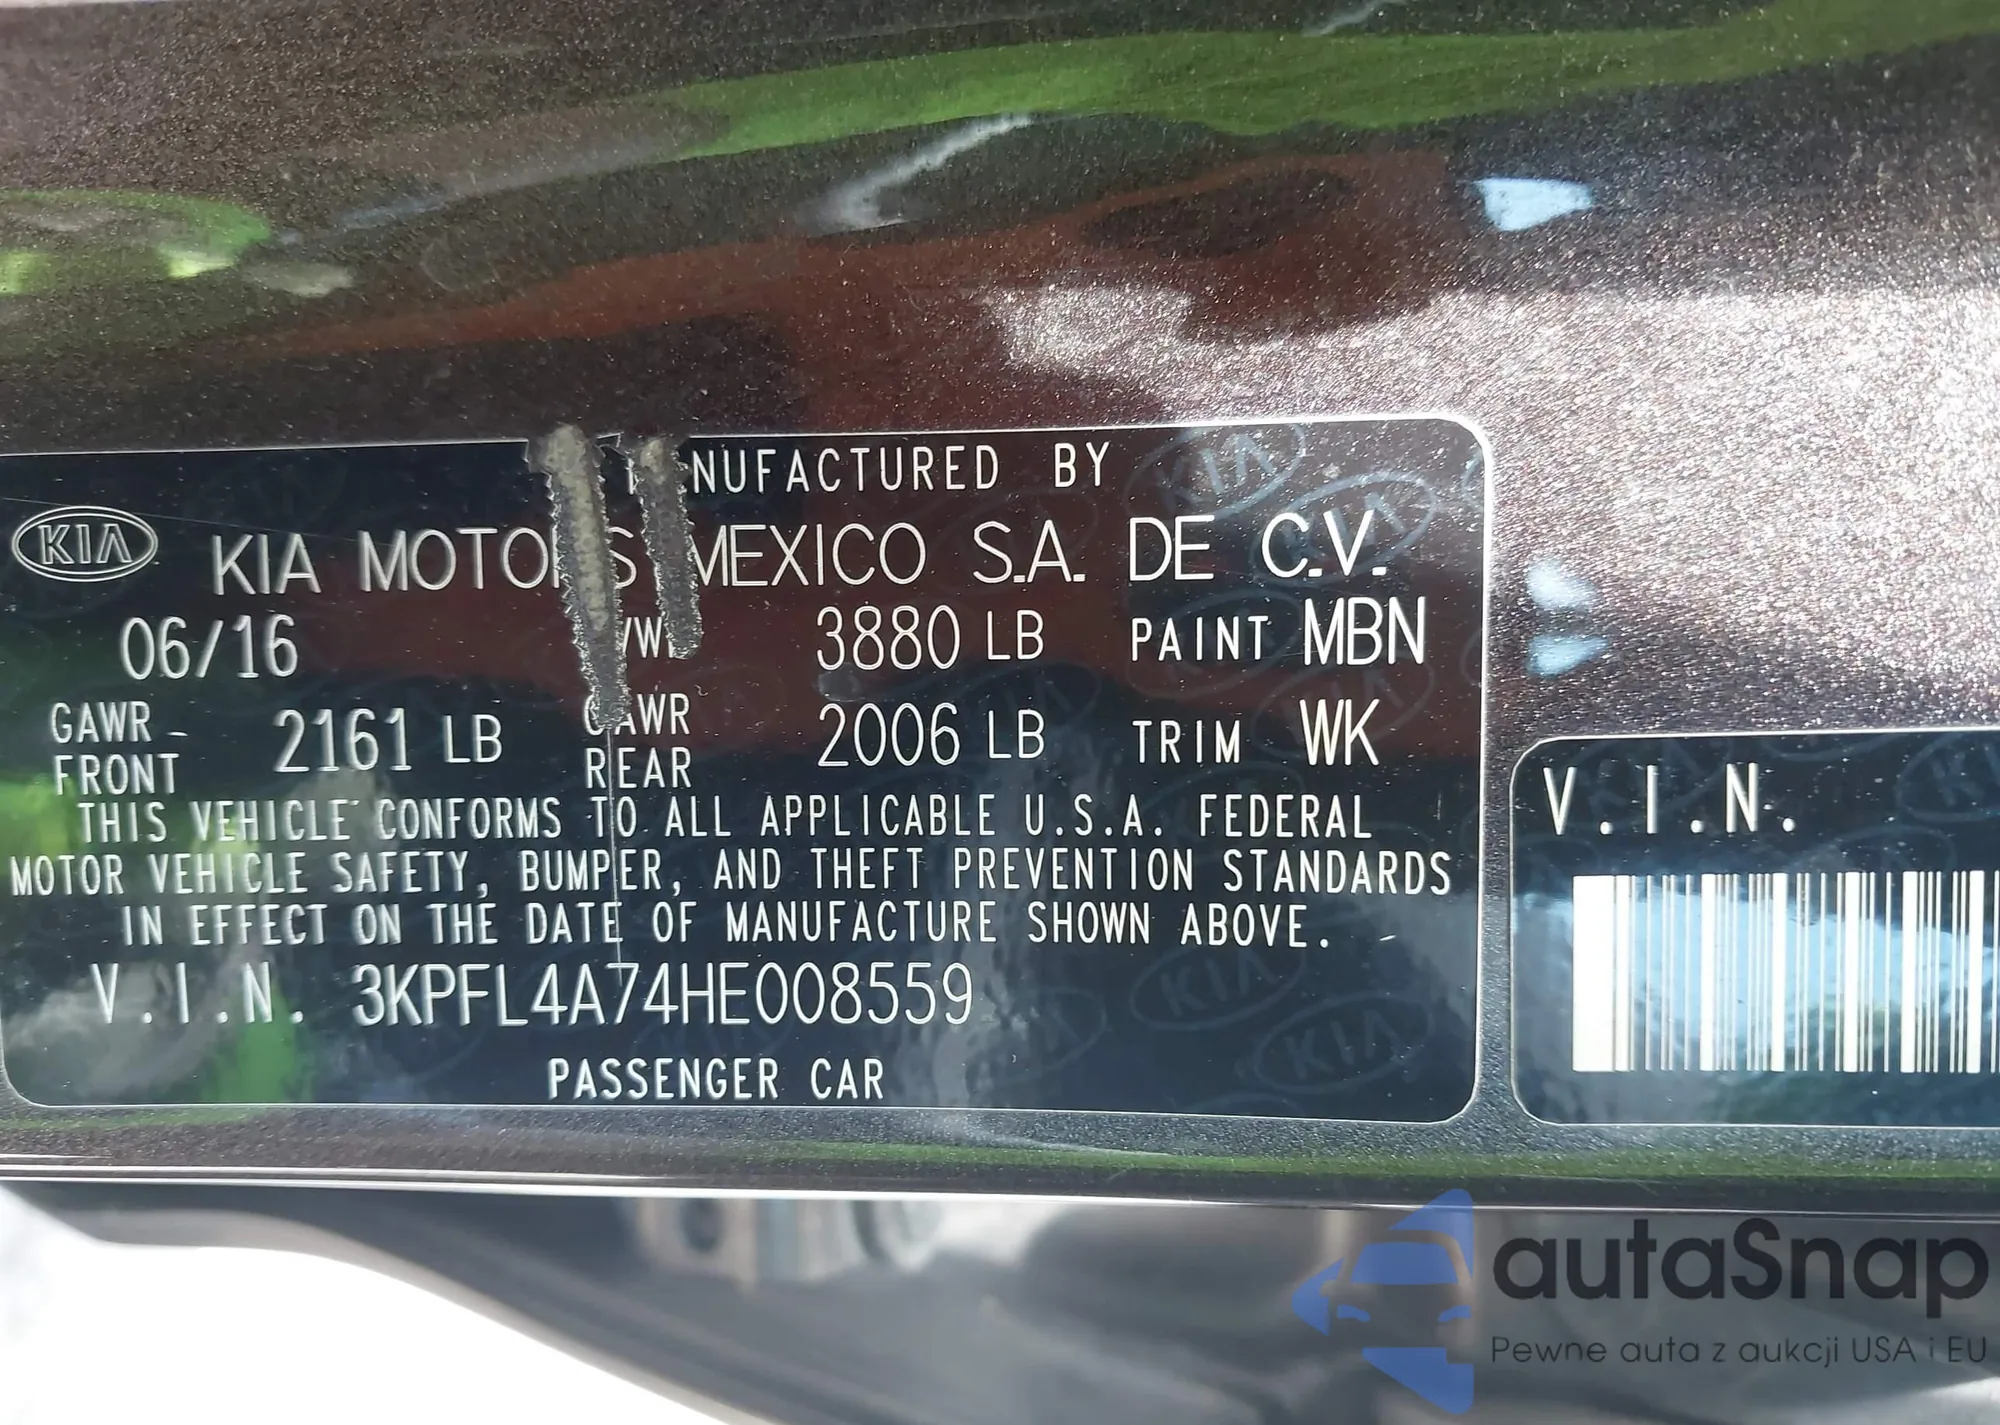 NUFACTURED BY
KIA
KIA MOTORS MEXICO S.A. DE C.V.
06/16 3880 LB PAINT MBN
GAWR FRONT 2161 LB GAWR REAR 2006 LB TRIM WK
THIS VEHICLE CONFORMS TO ALL APPLICABLE U.S.A. FEDERAL
MOTOR VEHICLE SAFETY, BUMPER, AND THEFT PREVENTION STANDARDS
IN EFFECT ON THE DATE OF MANUFACTURE SHOWN ABOVE.
V.I.N. 3KPFL4A74HE008559
PASSENGER CAR
V.I.N.
autaSnap
Pewne auta z aukcji USA i EU